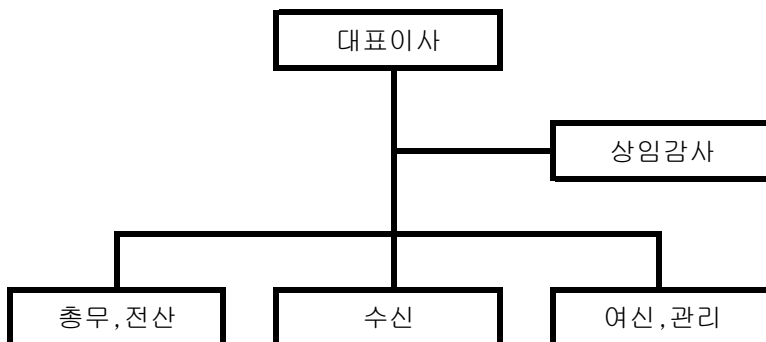 대표이사
상임감사
총무,전산
수신
여신,관리